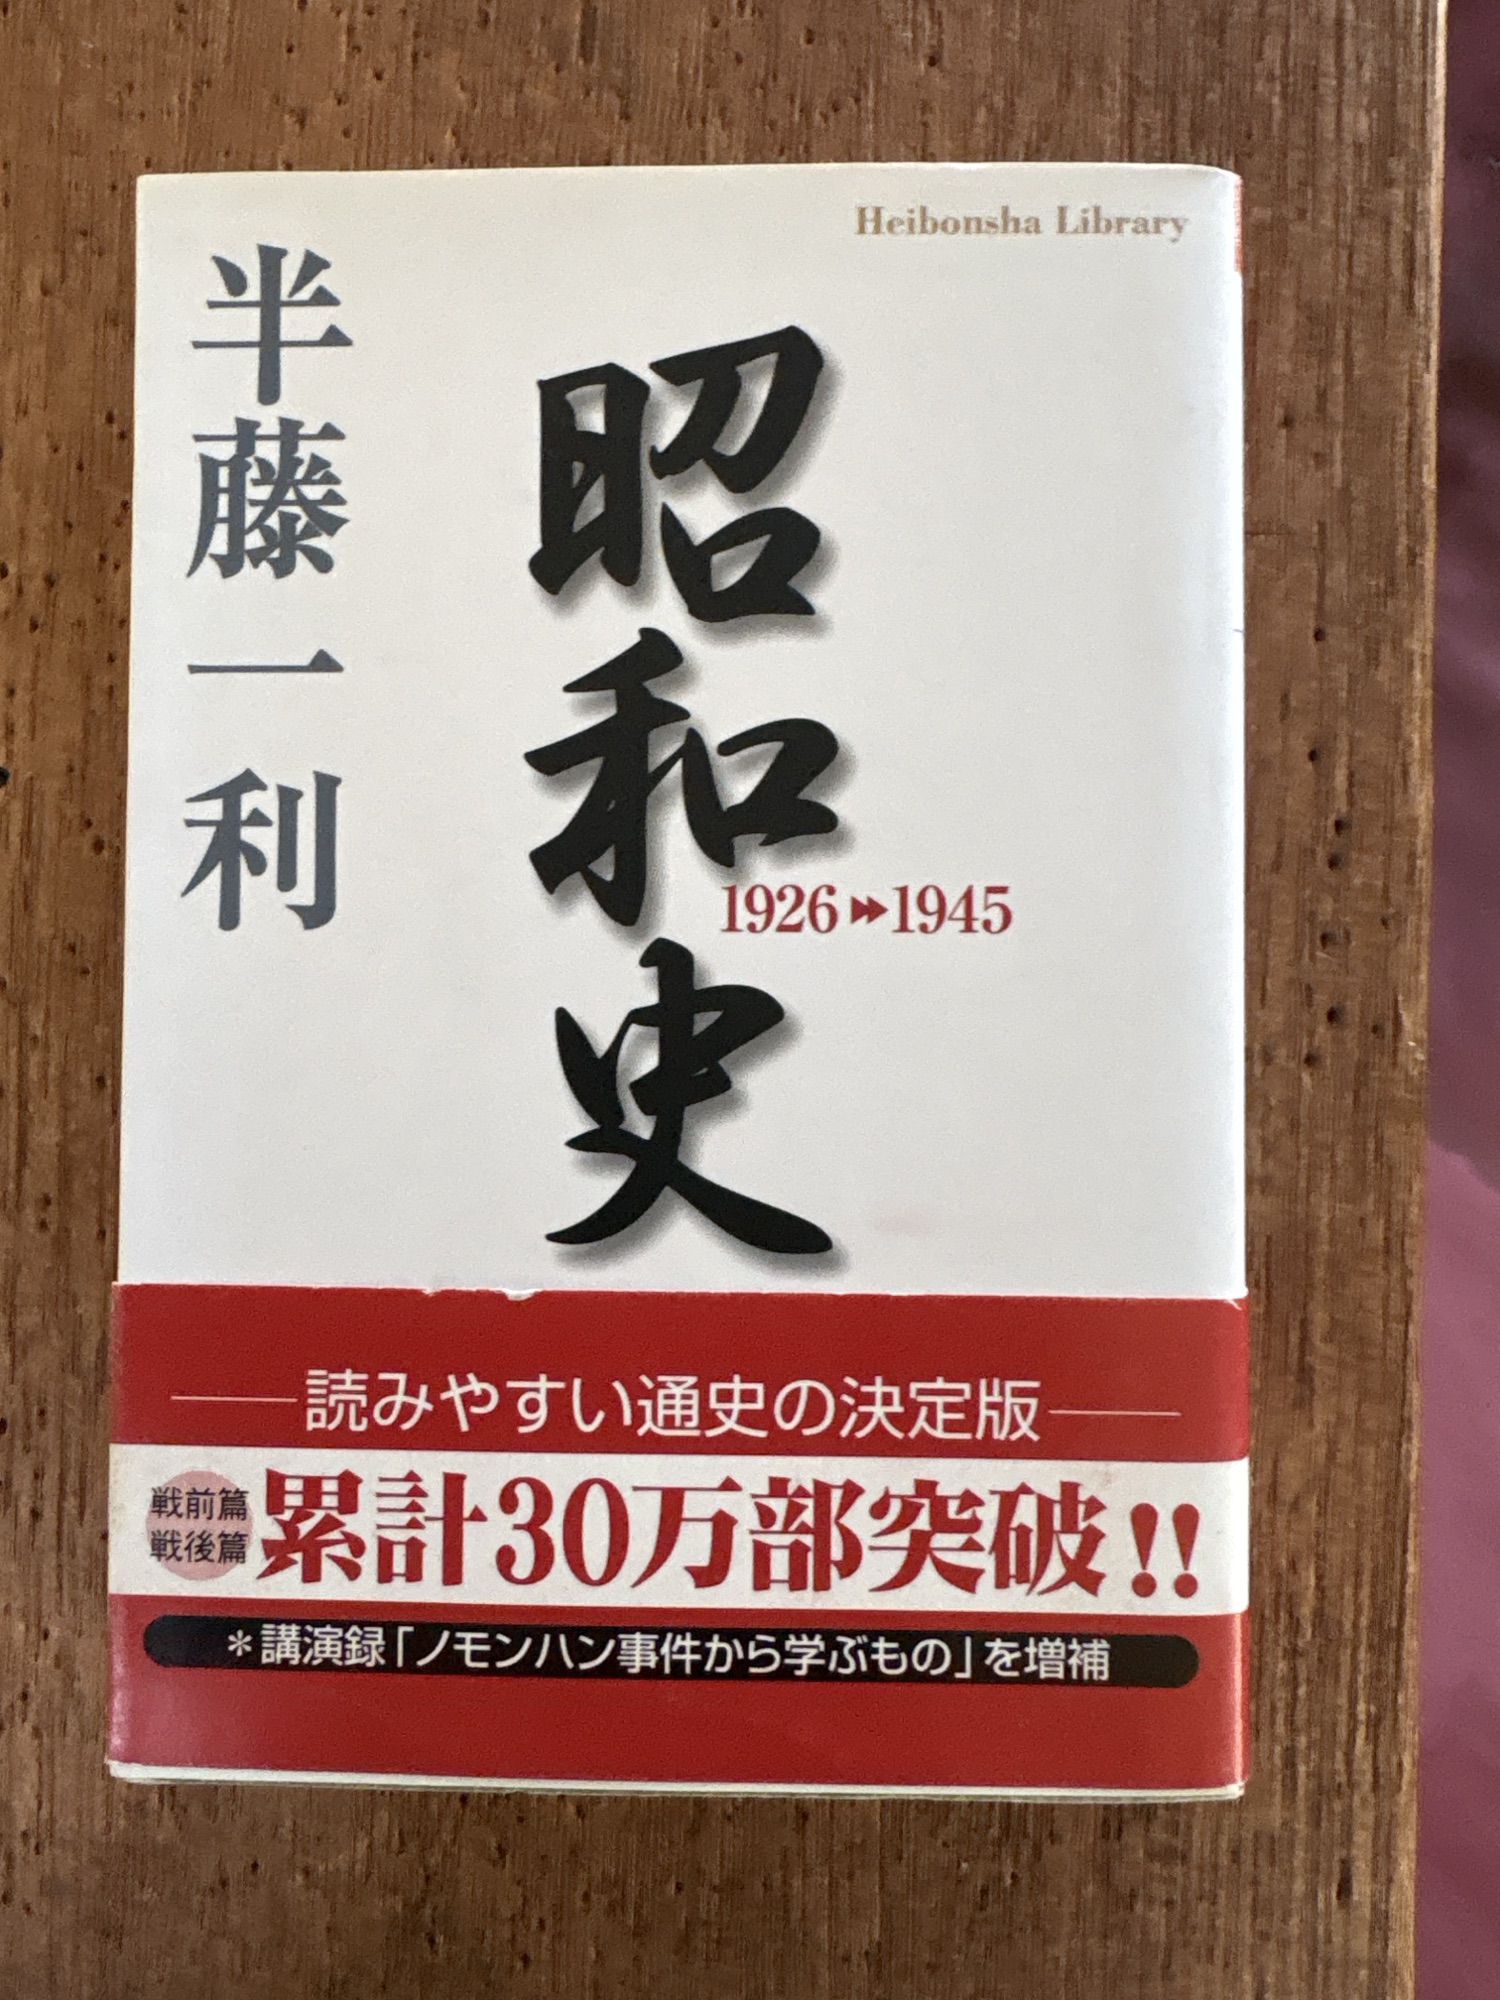 Heibonsha Library
昭和史
1926▸▸1945
半藤一利
読みやすい通史の決定版
戦前篇
戦後篇
累計30万部突破!!
*講演録「ノモンハン事件から学ぶもの」を増補